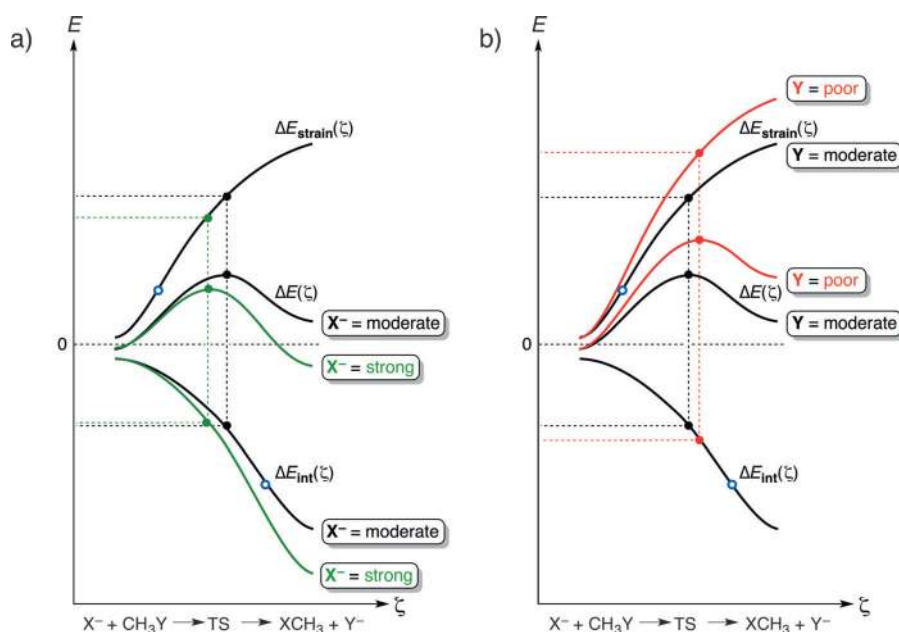 a)
E
ΔEstrain(ζ)
ΔE(ζ)
X⁻ = moderate
0
X⁻ = strong
ΔEint(ζ)
X⁻ = moderate
X⁻ = strong
ζ
X⁻ + CH₃Y → TS → XCH₃ + Y⁻
b)
E
Y = poor
ΔEstrain(ζ)
Y = moderate
Y = poor
ΔE(ζ)
Y = moderate
0
ΔEint(ζ)
ζ
X⁻ + CH₃Y → TS → XCH₃ + Y⁻